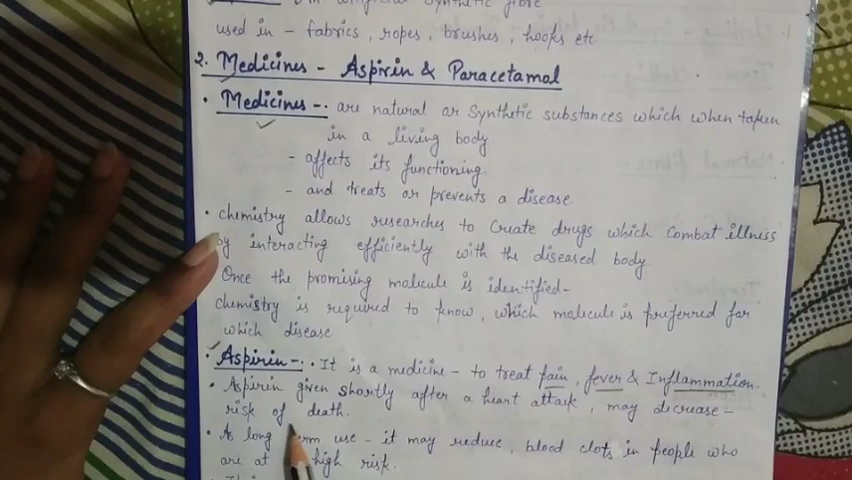 synthetic fibre
used in - fabrics, ropes, brushes, hooks etc
2. Medicines - Aspirin & Paracetamol
• Medicines -. are natural or synthetic substances which when taken
in a living body
- affects its functioning.
- and treats or prevents a disease.
• chemistry allows researches to create drugs which combat illness
by interacting efficiently with the diseased body
Once the promising molecule is identified-
chemistry is required to know, which molecule is preferred for
which disease
• Aspirin -. • It is a medicine - to treat pain, fever & Inflammation.
• Aspirin given shortly after a heart attack, may decrease -
risk of death.
• As long term use - it may reduce, blood clots in people who
are at high risk.